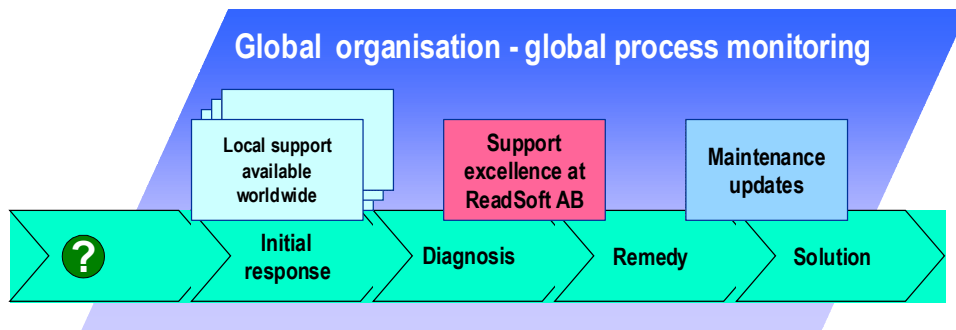 Global organisation - global process monitoring
Local support
available
worldwide
Support
excellence at
ReadSoft AB
Maintenance
updates
?
Initial
response
Diagnosis
Remedy
Solution